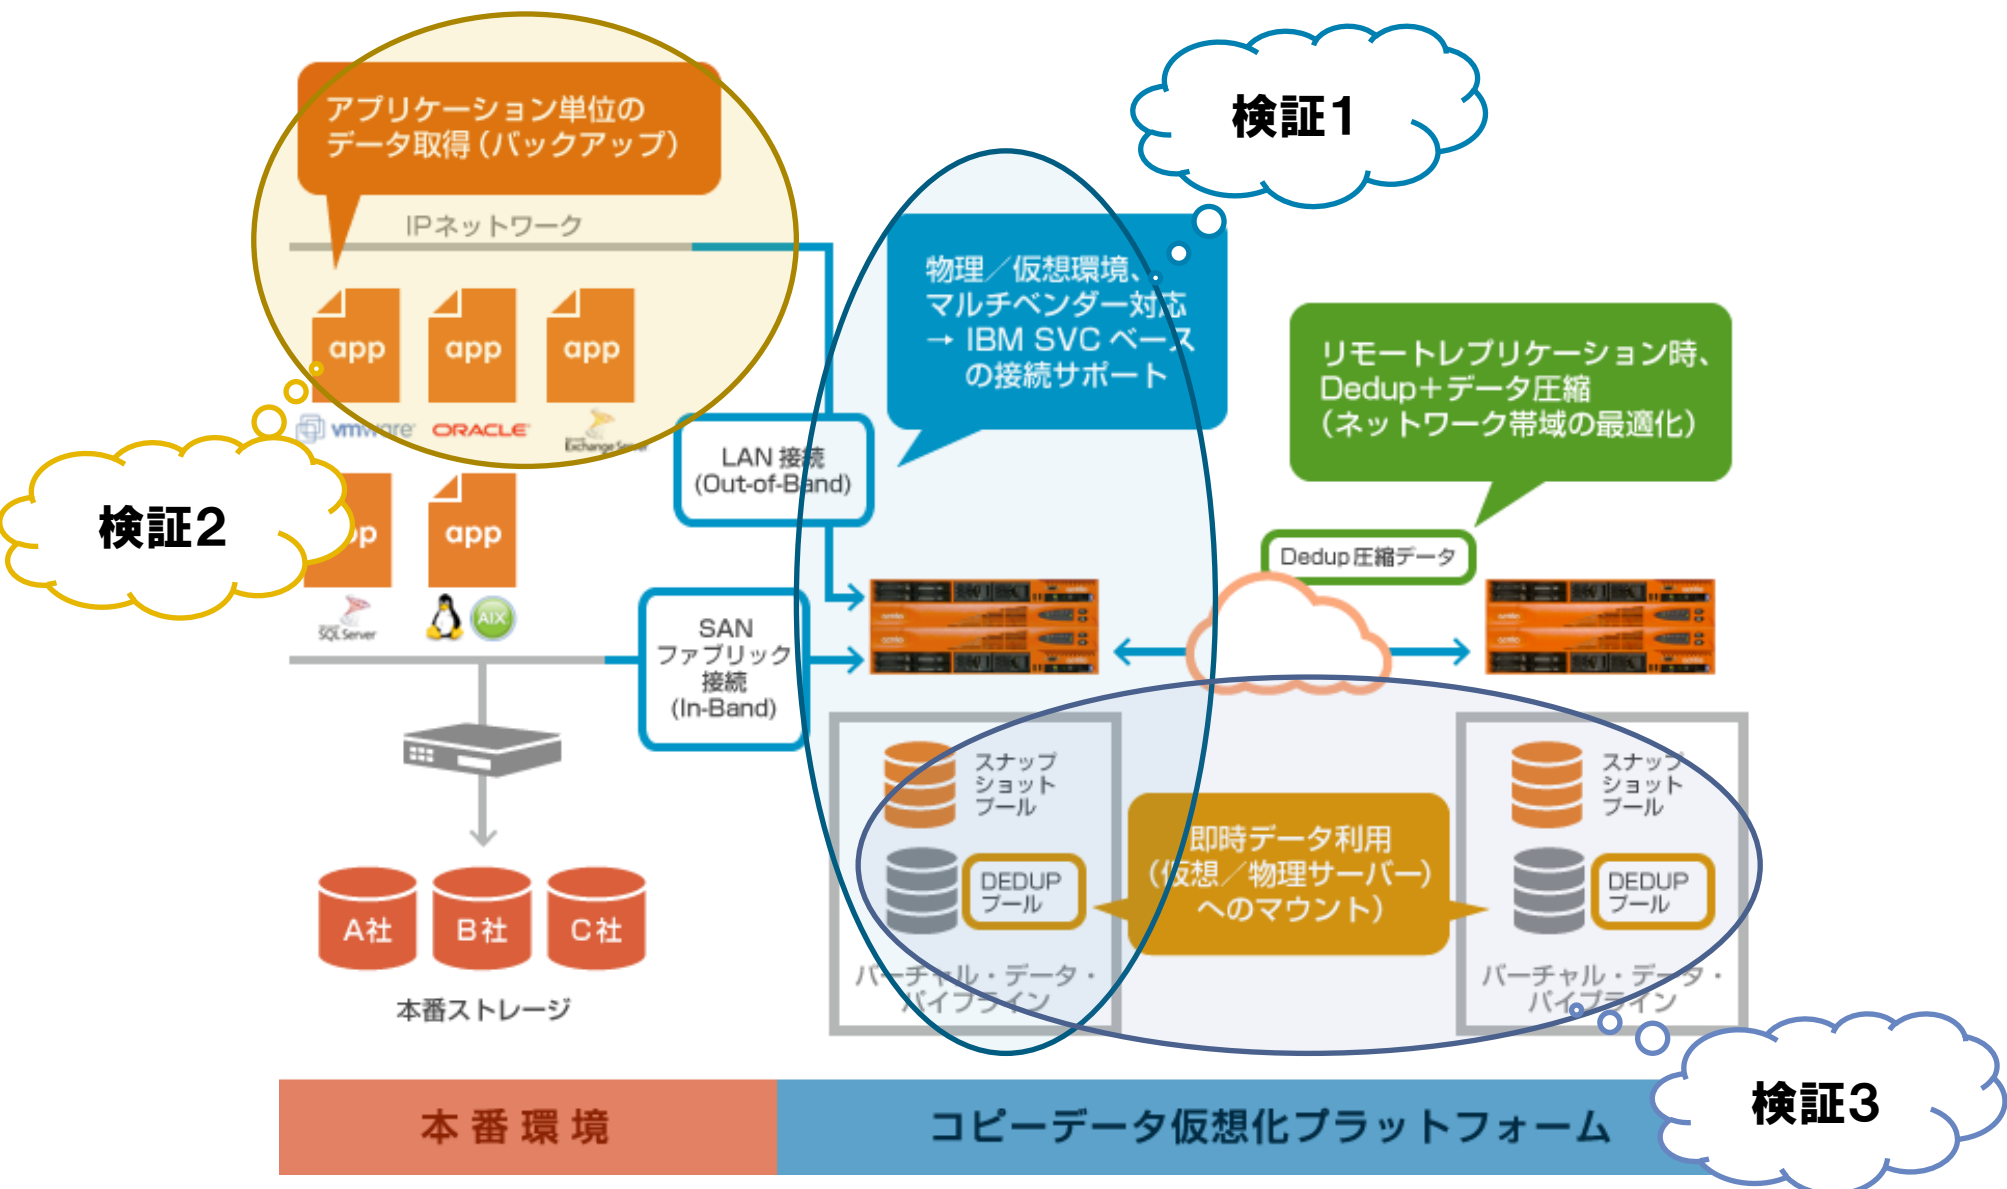 アプリケーション単位の
データ取得（バックアップ）
IPネットワーク
app
app
app
vmware
ORACLE
Exchange Server
検証1
物理／仮想環境、
マルチベンダー対応
→ IBM SVC ベース
の接続サポート
リモートレプリケーション時、
Dedup＋データ圧縮
（ネットワーク帯域の最適化）
LAN 接続
(Out-of-Band)
検証2
app
SQL Server
AIX
Dedup 圧縮データ
SAN
ファブリック
接続
(In-Band)
スナップ
ショット
プール
DEDUP
プール
バーチャル・データ・
パイプライン
即時データ利用
（仮想／物理サーバー）
へのマウント）
スナップ
ショット
プール
DEDUP
プール
バーチャル・データ・
パイプライン
A社
B社
C社
本番ストレージ
本番環境
コピーデータ仮想化プラットフォーム
検証3